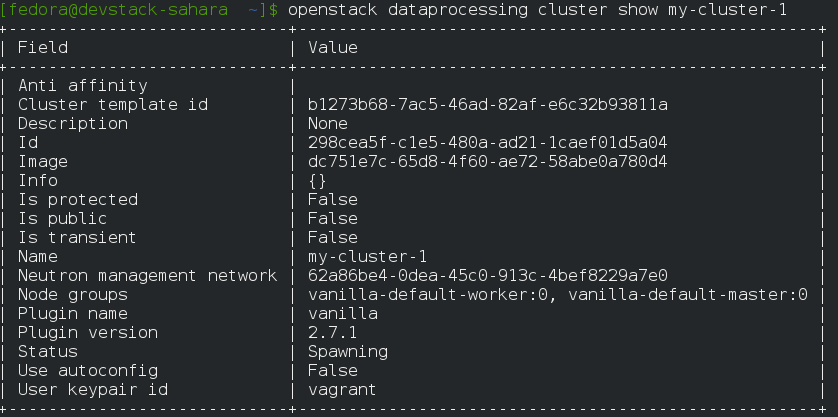 [fedora@devstack-sahara ~]$ openstack dataprocessing cluster show my-cluster-1
+----------------------------+---------------------------------------------------+
| Field                      | Value                                             |
+----------------------------+---------------------------------------------------+
| Anti affinity              |                                                   |
| Cluster template id        | b1273b68-7ac5-46ad-82af-e6c32b93811a              |
| Description                | None                                              |
| Id                         | 298cea5f-c1e5-480a-ad21-1caef01d5a04              |
| Image                      | dc751e7c-65d8-4f60-ae72-58abe0a780d4              |
| Info                       | {}                                                |
| Is protected               | False                                             |
| Is public                  | False                                             |
| Is transient               | False                                             |
| Name                       | my-cluster-1                                      |
| Neutron management network | 62a86be4-0dea-45c0-913c-4bef8229a7e0              |
| Node groups                | vanilla-default-worker:0, vanilla-default-master:0 |
| Plugin name                | vanilla                                           |
| Plugin version             | 2.7.1                                             |
| Status                     | Spawning                                          |
| Use autoconfig             | False                                             |
| User keypair id            | vagrant                                           |
+----------------------------+---------------------------------------------------+